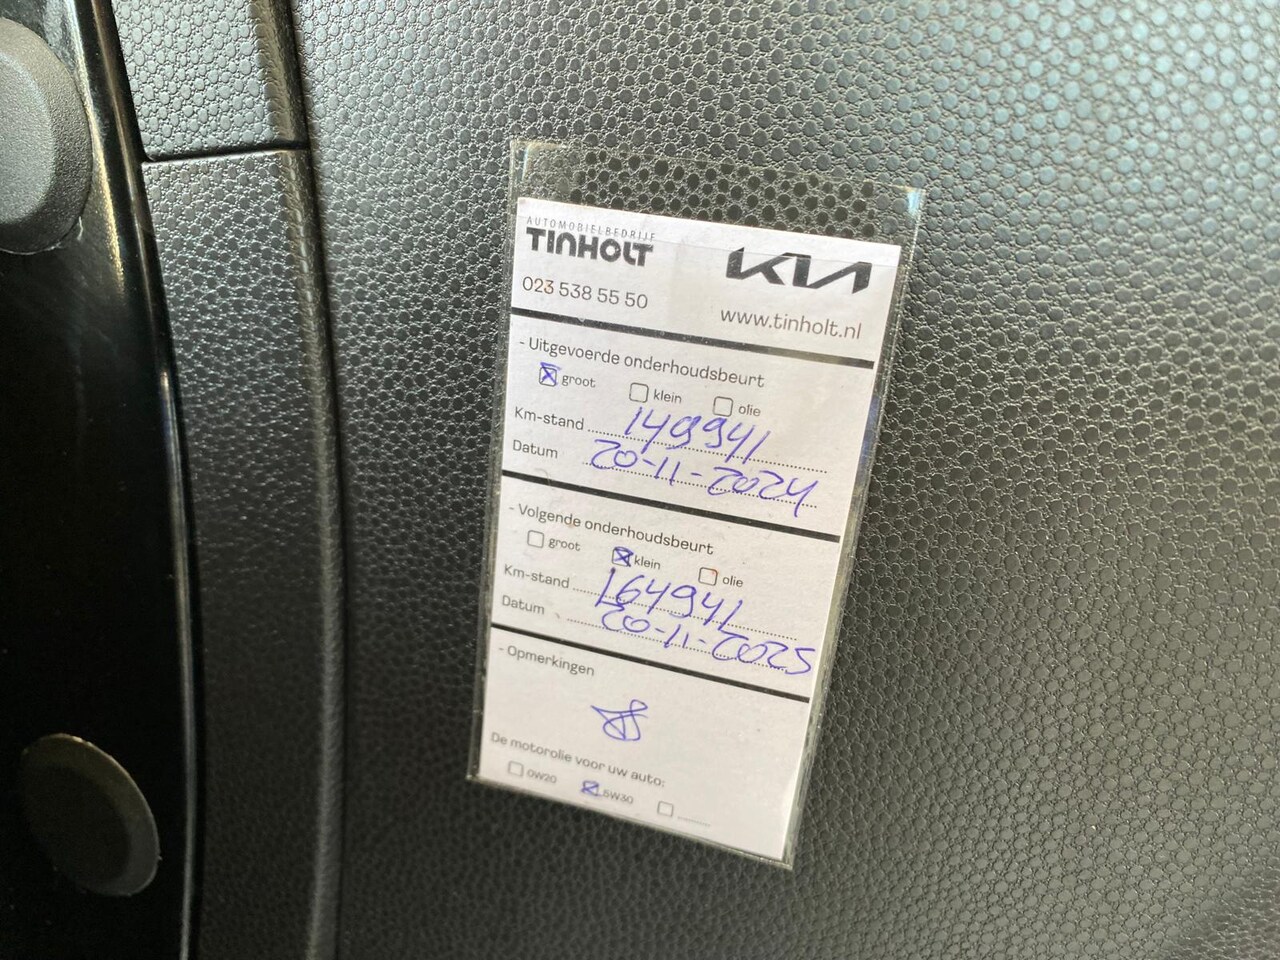 AUTOMOBIELBEDRIJF
TINHOLT KIA
023 538 55 50
www.tinholt.nl
- Uitgevoerde onderhoudsbeurt
groot klein olie
Km-stand 149941
Datum 20-11-2024
- Volgende onderhoudsbeurt
groot klein olie
Km-stand 164941
Datum 20-11-2025
- Opmerkingen
De motorolie voor uw auto:
0W20 5W30